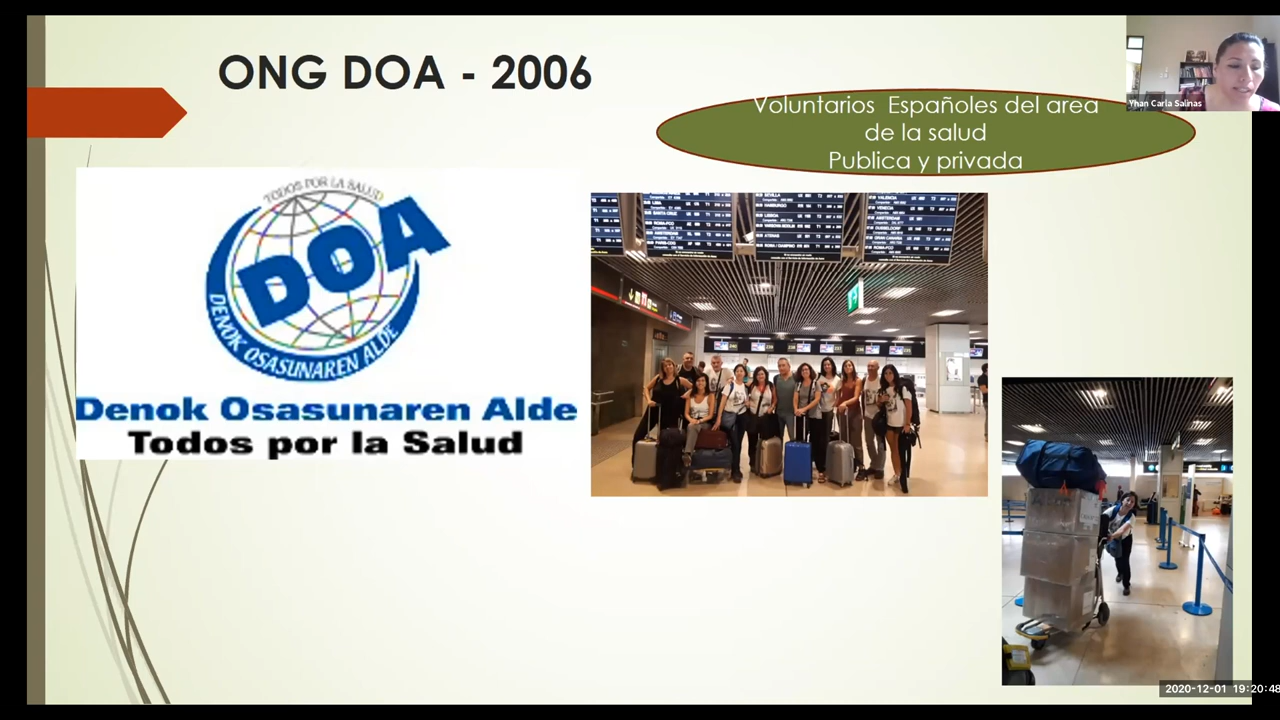 ONG DOA - 2006
Voluntarios Españoles del area
de la salud
Publica y privada
Yhan Carla Salinas
TODOS POR LA SALUD
DOA
DENOK OSASUNAREN ALDE
Denok Osasunaren Alde
Todos por la Salud
2020-12-01 19:20:48